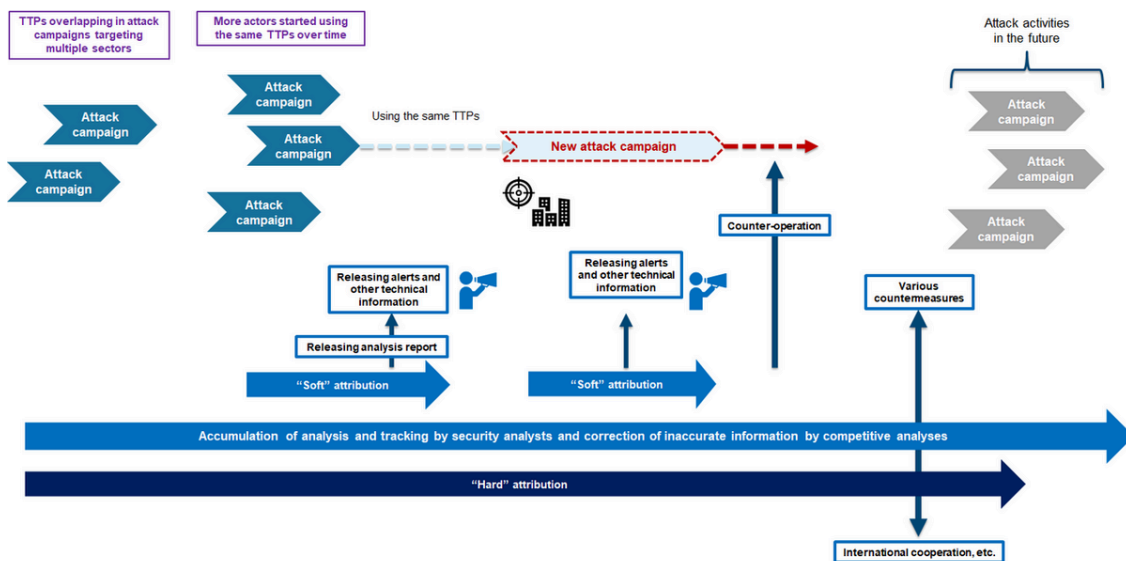 TTPs overlapping in attack
campaigns targeting
multiple sectors
More actors started using
the same TTPs over time
Attack activities
in the future
Attack
campaign
Attack
campaign
Attack
campaign
Attack
campaign
Attack
campaign
Using the same TTPs
New attack campaign
Attack
campaign
Attack
campaign
Attack
campaign
Counter-operation
Releasing alerts and
other technical
information
Releasing alerts
and other technical
information
Various
countermeasures
Releasing analysis report
“Soft” attribution
“Soft” attribution
Accumulation of analysis and tracking by security analysts and correction of inaccurate information by competitive analyses
“Hard” attribution
International cooperation, etc.